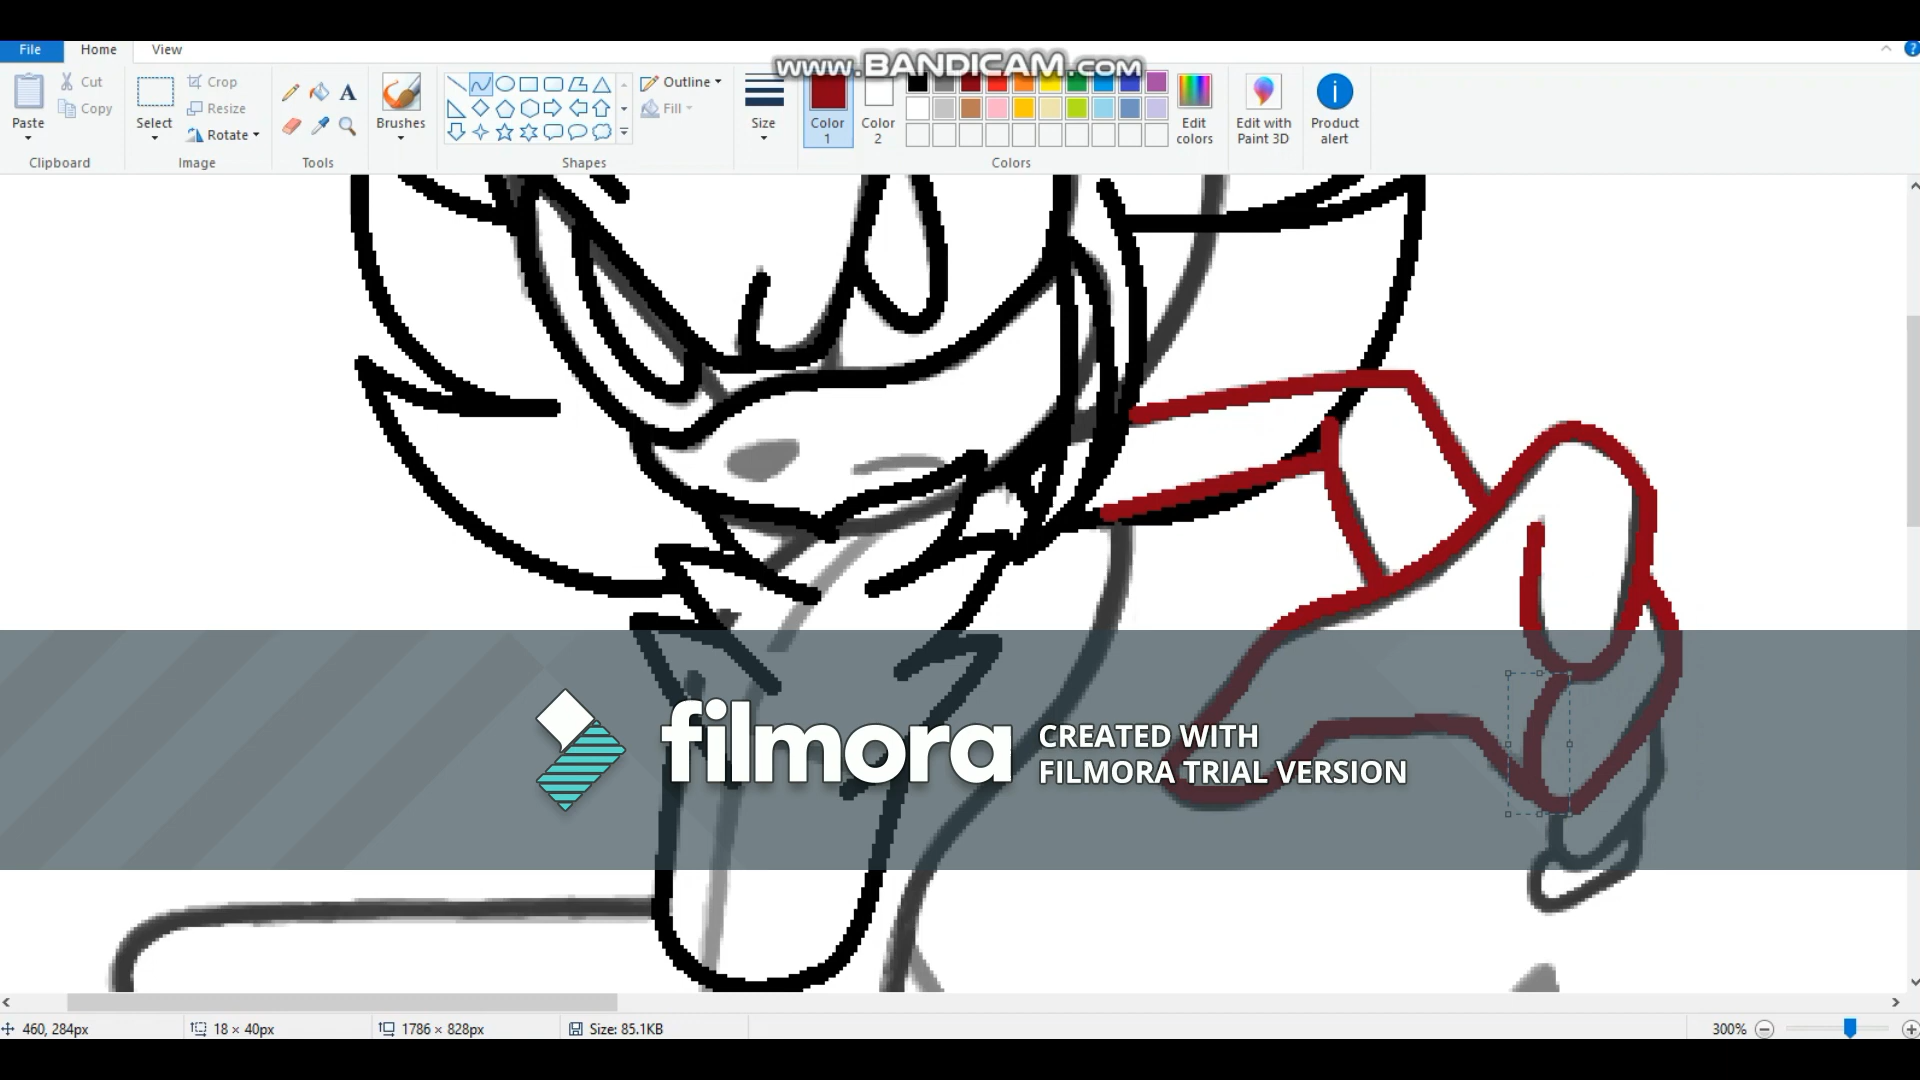 www.BANDICAM.com
File Home View
Cut
Copy
Paste
Clipboard
Crop
Resize
Rotate
Select
Image
A
Tools
Brushes
Outline
Fill
Shapes
Size
Color 1
Color 2
Edit colors
Colors
Edit with Paint 3D
Product alert
filmora
CREATED WITH
FILMORA TRIAL VERSION
460, 284px 18 × 40px 1786 × 828px Size: 85.1KB 300%